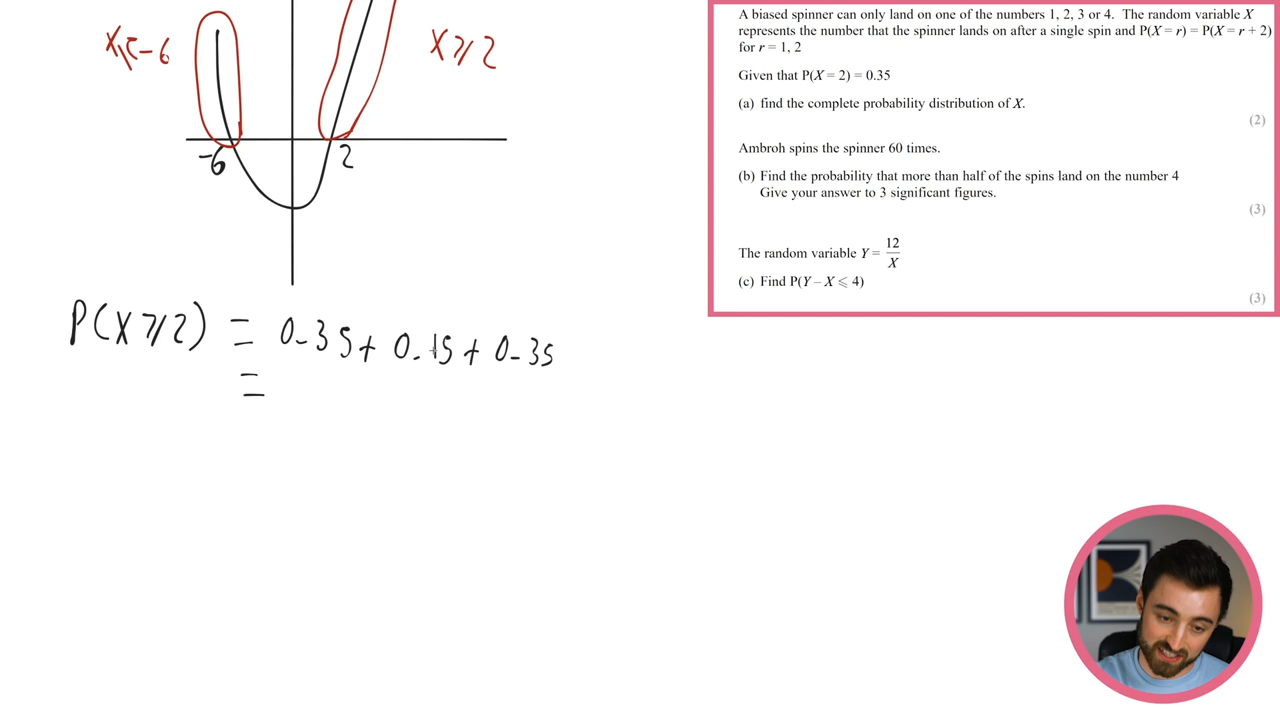 X ⩽ -6
X ⩾ 2
-6
2
P(X ⩾ 2) = 0.35 + 0.15 + 0.35
=
A biased spinner can only land on one of the numbers 1, 2, 3 or 4. The random variable X
represents the number that the spinner lands on after a single spin and P(X = r) = P(X = r + 2)
for r = 1, 2
Given that P(X = 2) = 0.35
(a) find the complete probability distribution of X.
(2)
Ambroh spins the spinner 60 times.
(b) Find the probability that more than half of the spins land on the number 4
Give your answer to 3 significant figures.
(3)
The random variable Y = 12/X
(c) Find P(Y – X ⩽ 4)
(3)